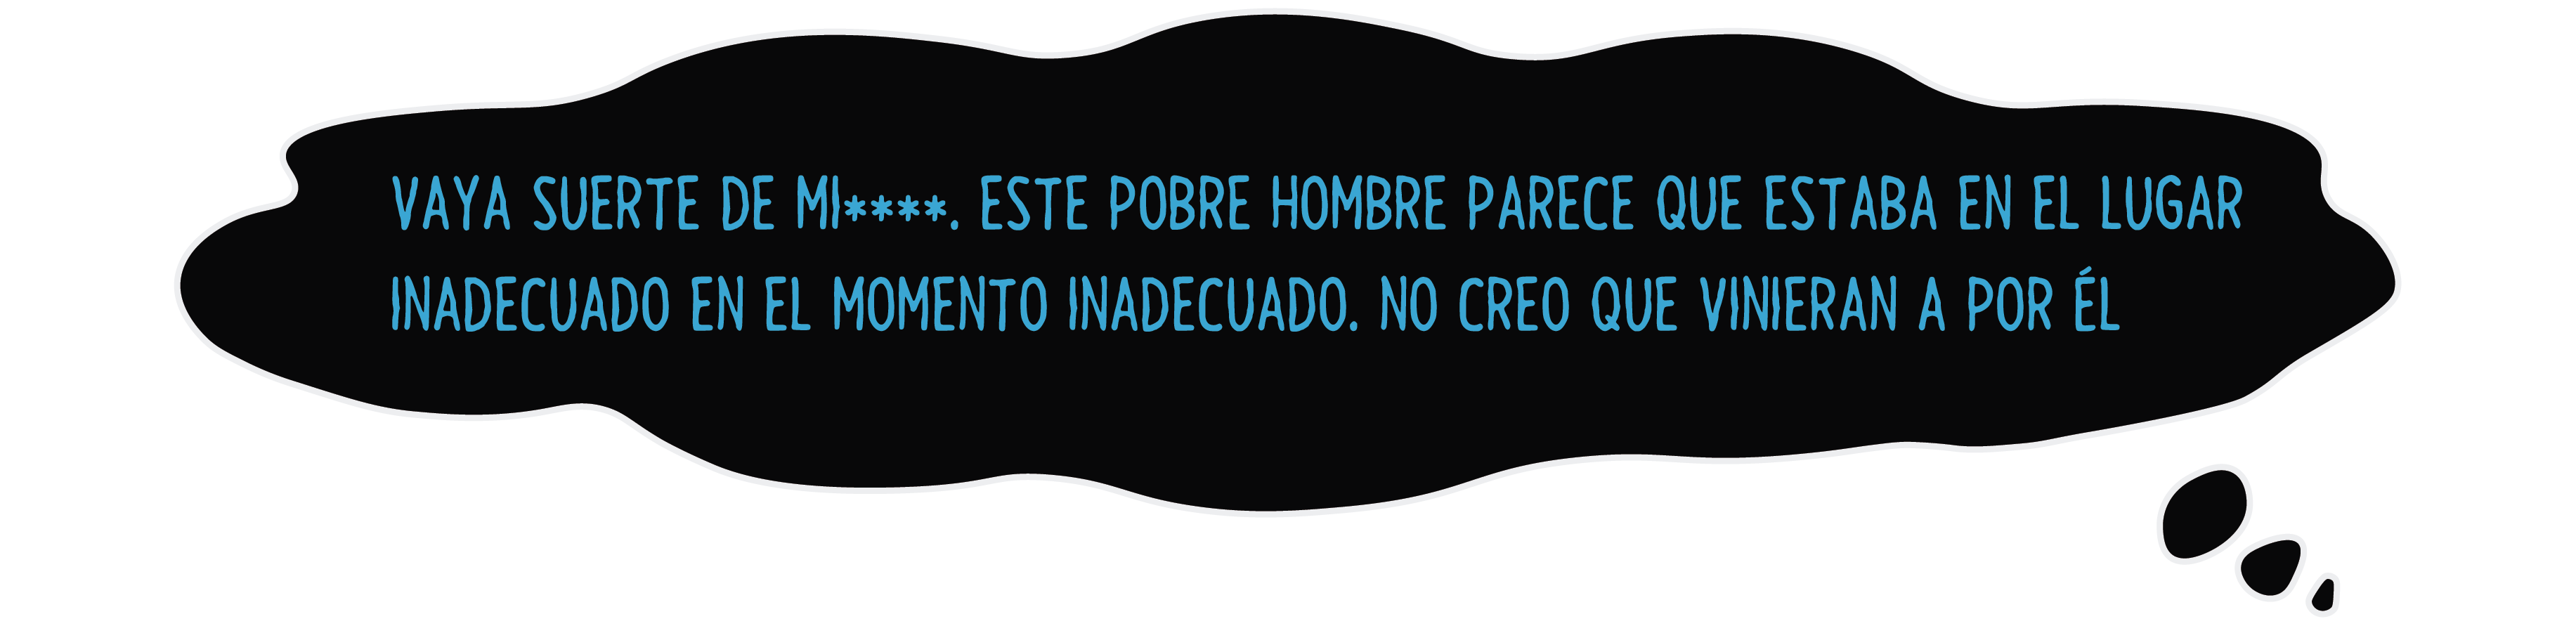 VAYA SUERTE DE MI****. ESTE POBRE HOMBRE PARECE QUE ESTABA EN EL LUGAR
INADECUADO EN EL MOMENTO INADECUADO. NO CREO QUE VINIERAN A POR ÉL